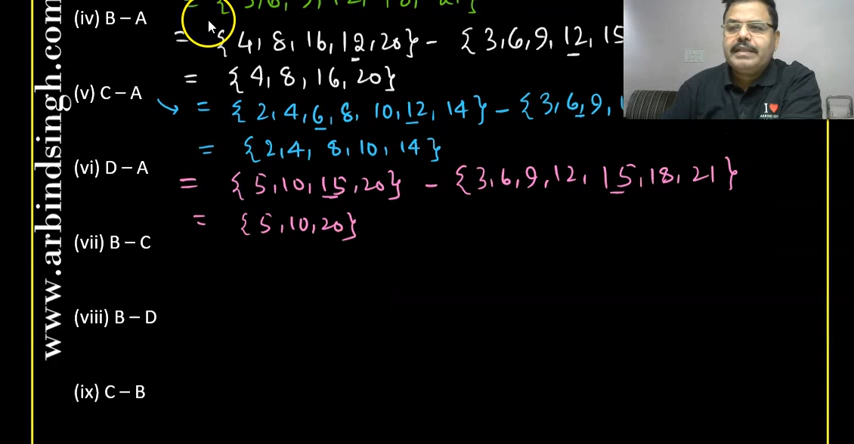 (iv) B – A
= {4, 8, 16, 12, 20} – {3, 6, 9, 12, 15
= {4, 8, 16, 20}
(v) C – A
= {2, 4, 6, 8, 10, 12, 14} – {3, 6, 9,
= {2, 4, 8, 10, 14}
(vi) D – A
= {5, 10, 15, 20} – {3, 6, 9, 12, 15, 18, 21}
= {5, 10, 20}
(vii) B – C
(viii) B – D
(ix) C – B
www.arbindsingh.com
I ♥